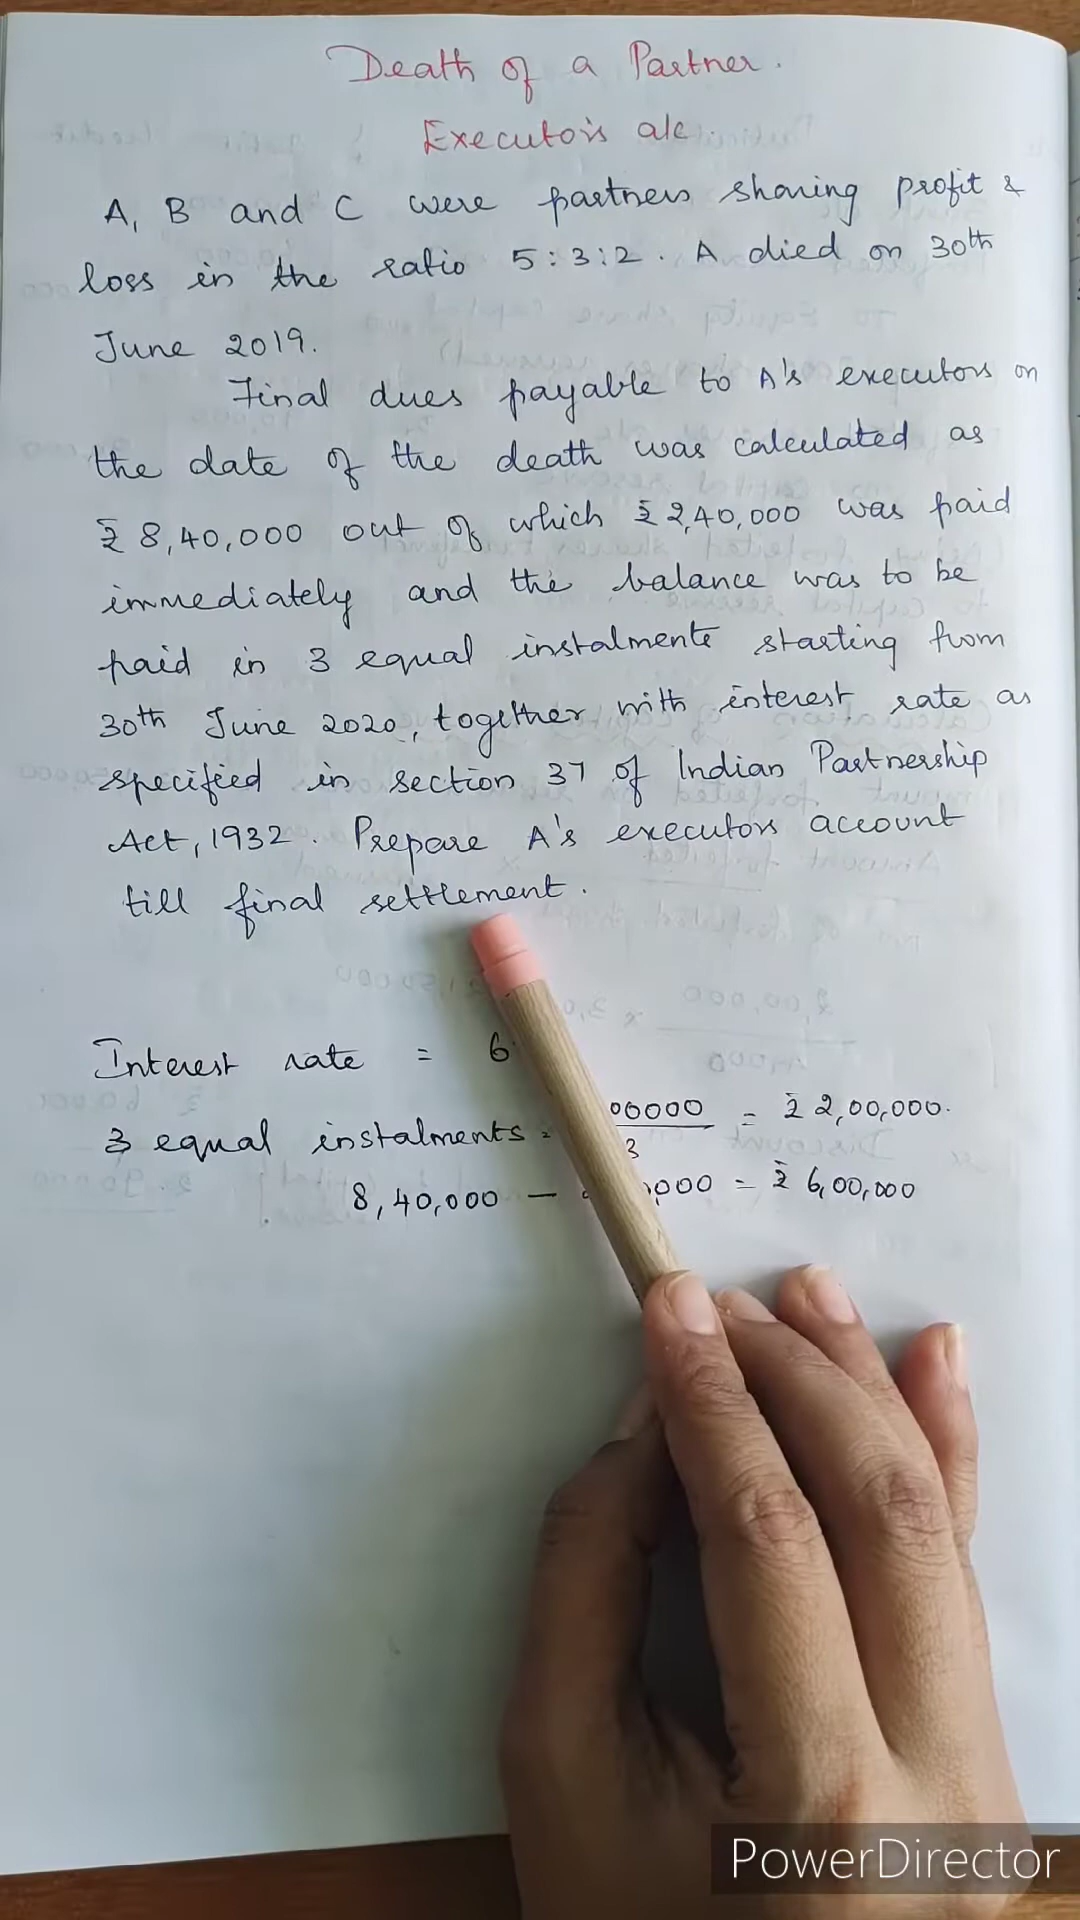 Death of a Partner.
Executors a/c.
A, B and C were partners sharing profit &
loss in the ratio 5:3:2. A died on 30th
June 2019.
Final dues payable to A's executors on
the date of the death was calculated as
₹ 8,40,000 out of which ₹ 2,40,000 was paid
immediately and the balance was to be
paid in 3 equal instalments starting from
30th June 2020, together with interest rate as
specified in section 37 of Indian Partnership
Act, 1932. Prepare A's executors account
till final settlement.
Interest rate = 6
3 equal instalments = 00000 / 3 = ₹ 2,00,000.
8,40,000 - ,000 = ₹ 6,00,000
PowerDirector